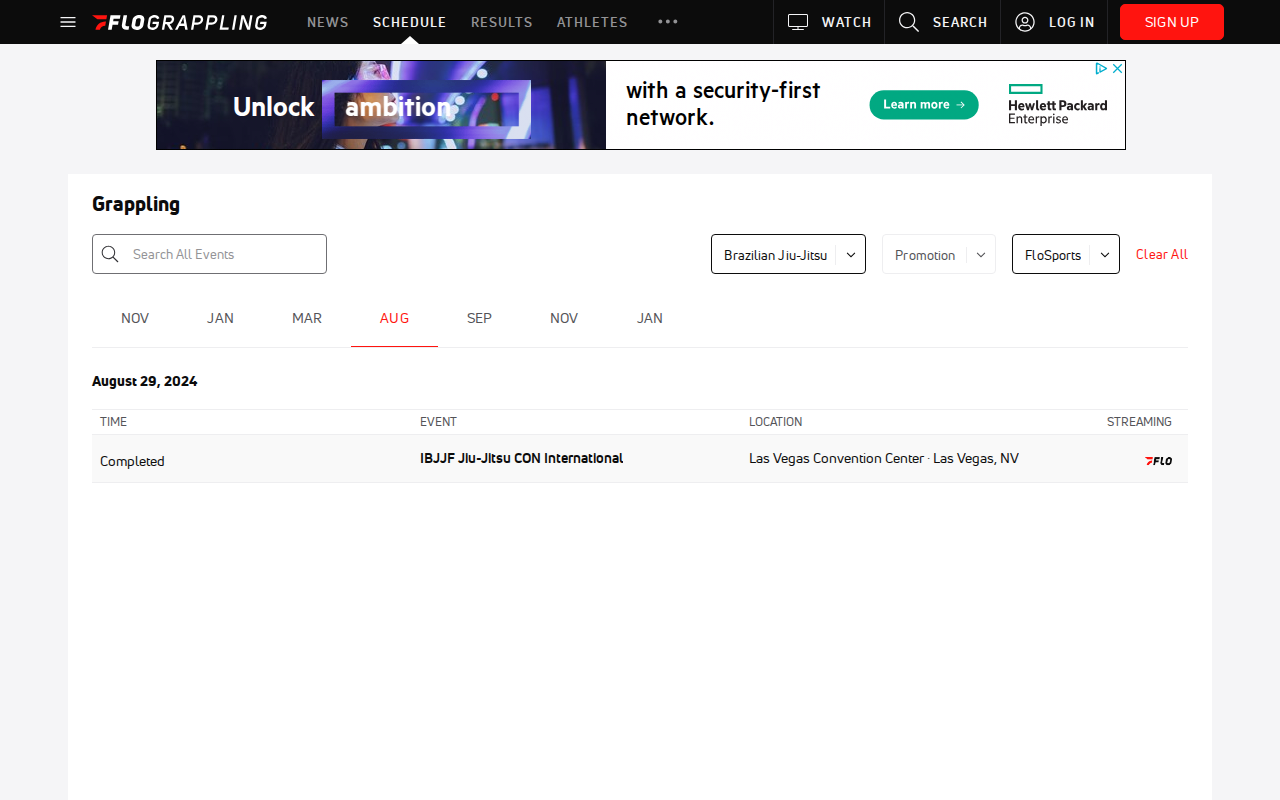 FLOGRAPPLING NEWS SCHEDULE RESULTS ATHLETES WATCH SEARCH LOG IN SIGN UP
Unlock ambition with a security-first network. Learn more → Hewlett Packard Enterprise
Grappling
Search All Events Brazilian Jiu-Jitsu Promotion FloSports Clear All
NOV JAN MAR AUG SEP NOV JAN
August 29, 2024
TIME EVENT LOCATION STREAMING
Completed IBJJF Jiu-Jitsu CON International Las Vegas Convention Center · Las Vegas, NV FLO